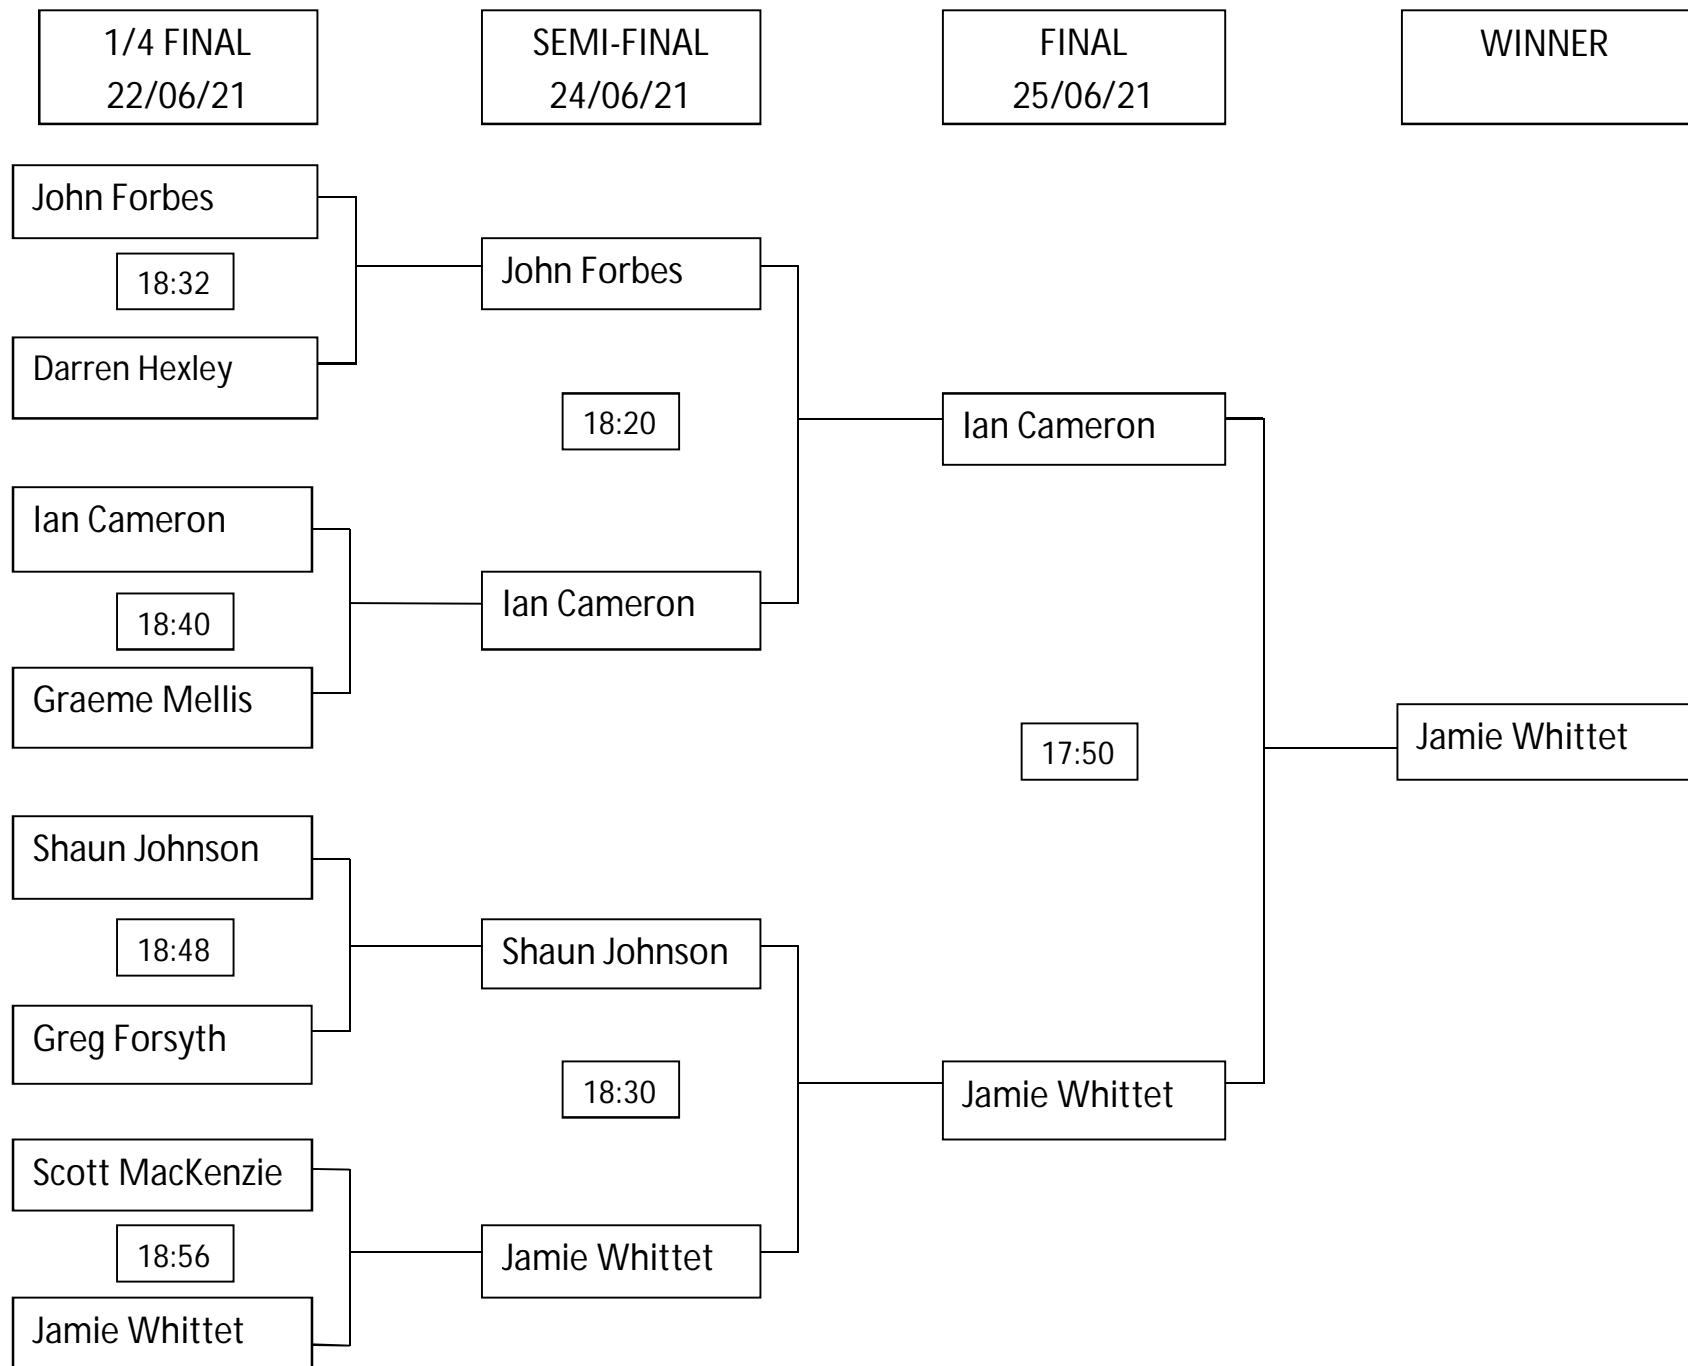 1/4 FINAL
22/06/21
SEMI-FINAL
24/06/21
FINAL
25/06/21
WINNER
John Forbes
18:32
Darren Hexley
Ian Cameron
18:40
Graeme Mellis
Shaun Johnson
18:48
Greg Forsyth
Scott MacKenzie
18:56
Jamie Whittet
John Forbes
18:20
Ian Cameron
Shaun Johnson
18:30
Jamie Whittet
Ian Cameron
17:50
Jamie Whittet
Jamie Whittet